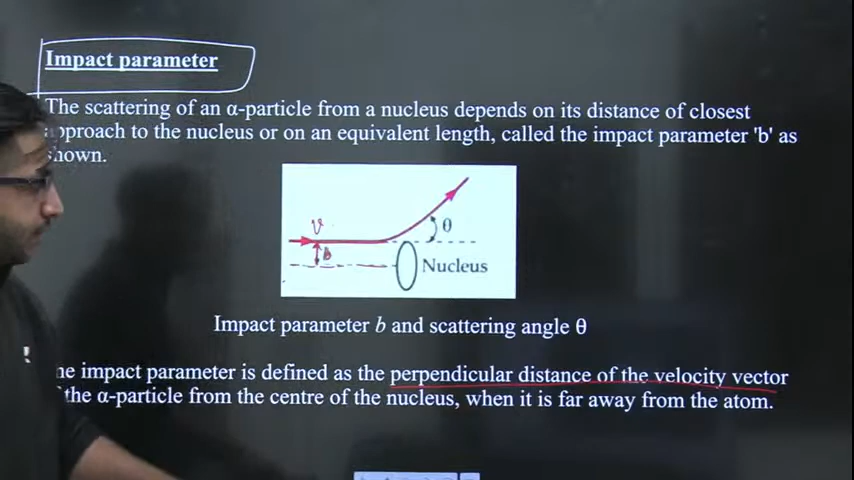 Impact parameter
The scattering of an α-particle from a nucleus depends on its distance of closest
approach to the nucleus or on an equivalent length, called the impact parameter 'b' as
shown.
v
θ
b
Nucleus
Impact parameter b and scattering angle θ
he impact parameter is defined as the perpendicular distance of the velocity vector
the α-particle from the centre of the nucleus, when it is far away from the atom.